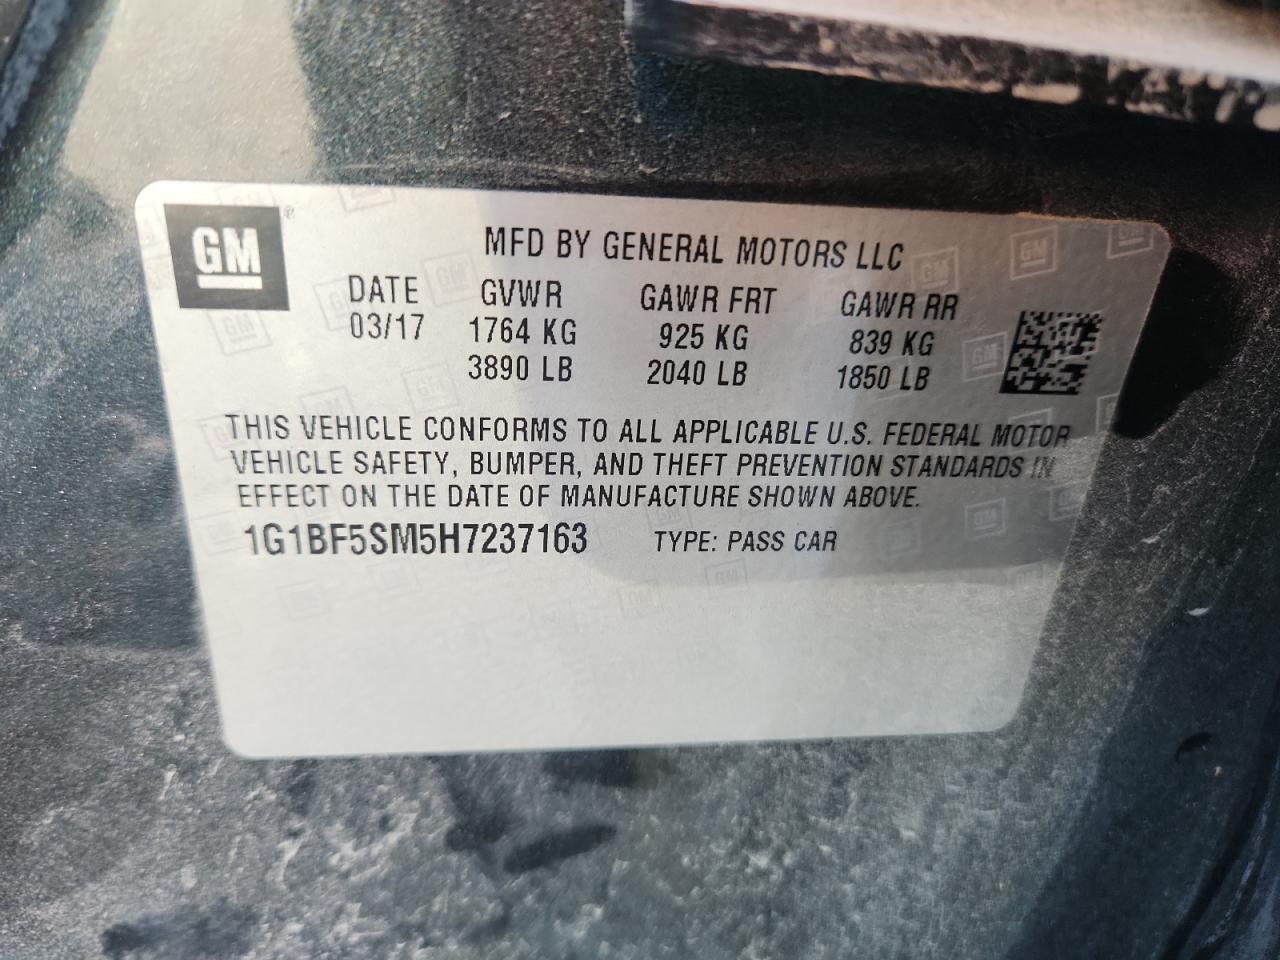 GM
MFD BY GENERAL MOTORS LLC
DATE GVWR GAWR FRT GAWR RR
03/17 1764 KG 925 KG 839 KG
3890 LB 2040 LB 1850 LB
THIS VEHICLE CONFORMS TO ALL APPLICABLE U.S. FEDERAL MOTOR
VEHICLE SAFETY, BUMPER, AND THEFT PREVENTION STANDARDS IN
EFFECT ON THE DATE OF MANUFACTURE SHOWN ABOVE.
1G1BF5SM5H7237163 TYPE: PASS CAR